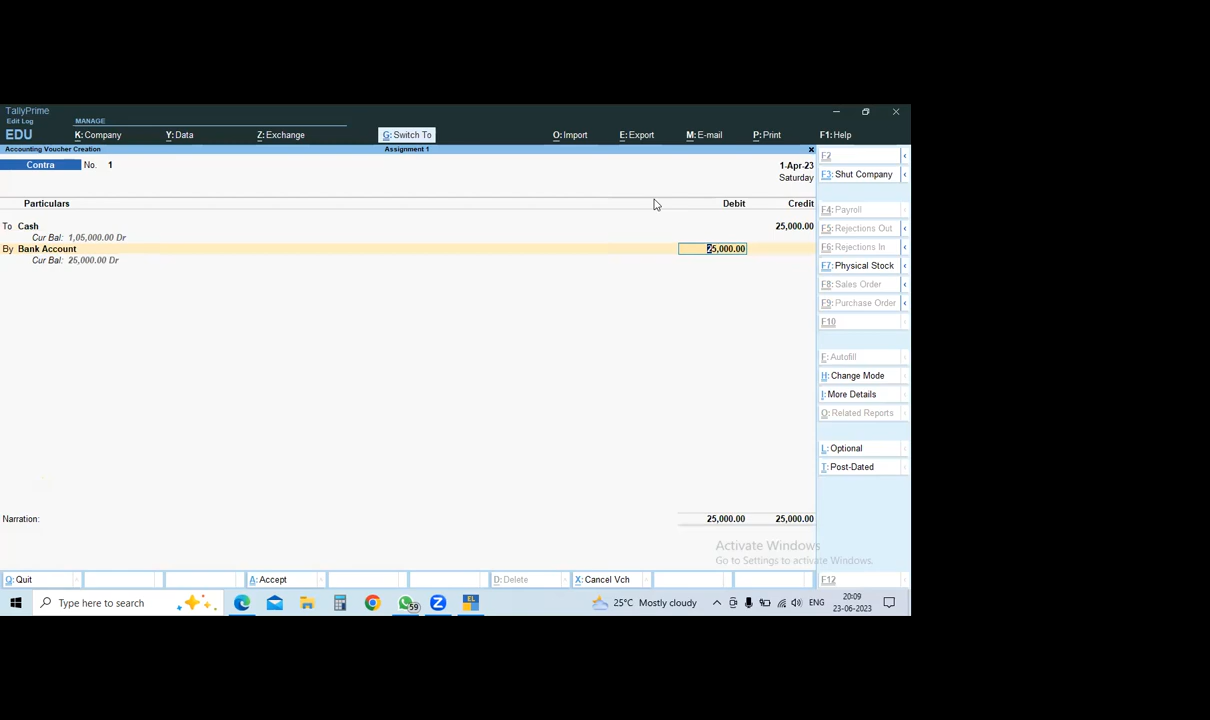 TallyPrime
Edit Log
EDU
MANAGE
K: Company Y: Data Z: Exchange G: Switch To O: Import E: Export M: E-mail P: Print F1: Help
Accounting Voucher Creation Assignment 1
Contra No. 1 1-Apr-23
Saturday
Particulars Debit Credit
To Cash 25,000.00
Cur Bal: 1,05,000.00 Dr
By Bank Account 25,000.00
Cur Bal: 25,000.00 Dr
Narration: 25,000.00 25,000.00
F2
F3: Shut Company
F4: Payroll
F5: Rejections Out
F6: Rejections In
F7: Physical Stock
F8: Sales Order
F9: Purchase Order
F10
F: Autofill
H: Change Mode
I: More Details
O: Related Reports
L: Optional
T: Post-Dated
Activate Windows
Go to Settings to activate Windows.
Q: Quit A: Accept D: Delete X: Cancel Vch F12
Type here to search 59 EL 25°C Mostly cloudy ENG 20:09
23-06-2023